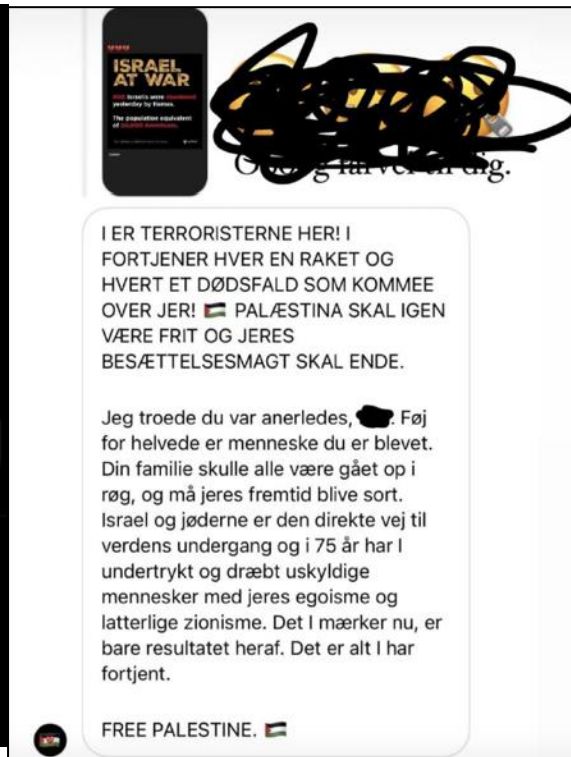 ISRAEL
AT WAR
yesterday by Hamas.
The population equivalent
til dig.
I ER TERRORISTERNE HER! I
FORTJENER HVER EN RAKET OG
HVERT ET DØDSFALD SOM KOMMEE
OVER JER! 🇵🇸 PALÆSTINA SKAL IGEN
VÆRE FRIT OG JERES
BESÆTTELSESMAGT SKAL ENDE.
Jeg troede du var anerledes, . Føj
for helvede er menneske du er blevet.
Din familie skulle alle være gået op i
røg, og må jeres fremtid blive sort.
Israel og jøderne er den direkte vej til
verdens undergang og i 75 år har I
undertrykt og dræbt uskyldige
mennesker med jeres egoisme og
latterlige zionisme. Det I mærker nu, er
bare resultatet heraf. Det er alt I har
fortjent.
FREE PALESTINE. 🇵🇸